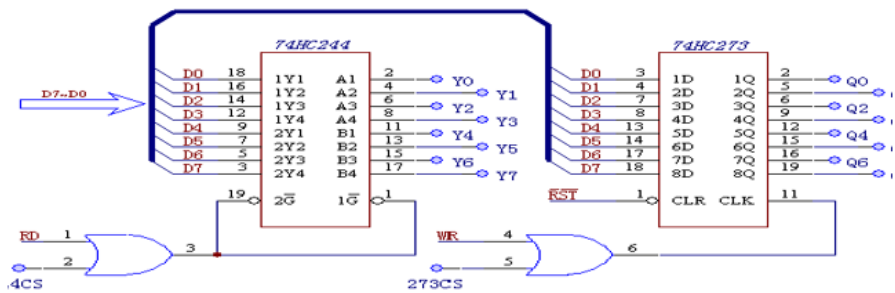 74HC244
74HC273
D7~D0
D0 18 1Y1 A1 2 Y0
D1 16 1Y2 A2 4 Y1
D2 14 1Y3 A3 6 Y2
D3 12 1Y4 A4 8 Y3
D4 9 2Y1 B1 11 Y4
D5 7 2Y2 B2 13 Y5
D6 5 2Y3 B3 15 Y6
D7 3 2Y4 B4 17 Y7
19 2G 1G 1
D0 3 1D 1Q 2 Q0
D1 4 2D 2Q 5
D2 7 3D 3Q 6 Q2
D3 8 4D 4Q 9
D4 13 5D 5Q 12 Q4
D5 14 6D 6Q 15
D6 17 7D 7Q 16 Q6
D7 18 8D 8Q 19
RST 1 CLR CLK 11
RD 1
2
3
4CS
WR 4
5
6
273CS